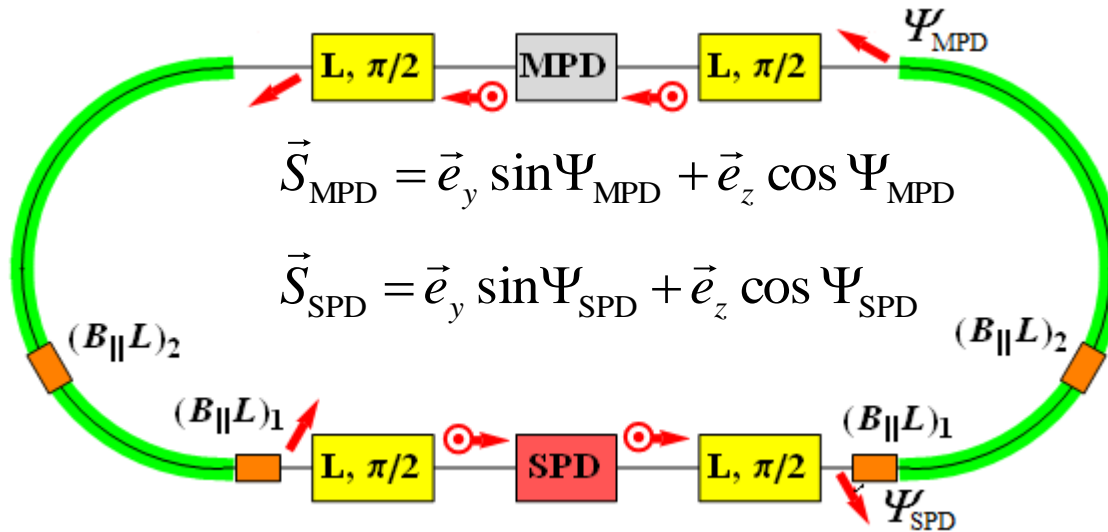 Ψ_MPD
L, π/2 MPD L, π/2
S⃗_MPD = e⃗_y sinΨ_MPD + e⃗_z cos Ψ_MPD
S⃗_SPD = e⃗_y sinΨ_SPD + e⃗_z cos Ψ_SPD
(B_∥L)_2 (B_∥L)_2
(B_∥L)_1 (B_∥L)_1
L, π/2 SPD L, π/2
Ψ_SPD